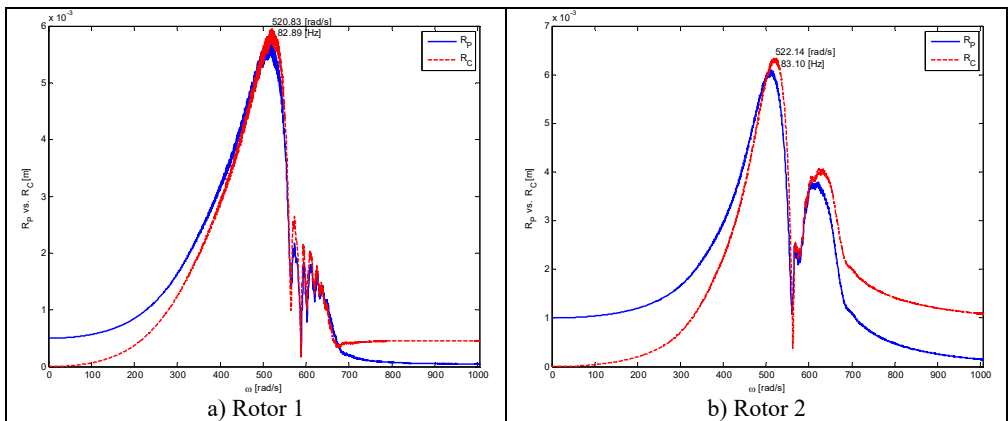 x 10⁻³
520.83 [rad/s]
82.89 [Hz]
R_P
R_C
6
5
4
3
2
1
0
R_P vs. R_C [m]
0 100 200 300 400 500 600 700 800 900 1000
ω [rad/s]
a) Rotor 1
x 10⁻³
522.14 [rad/s]
83.10 [Hz]
R_P
R_C
7
6
5
4
3
2
1
0
R_P vs. R_C [m]
0 100 200 300 400 500 600 700 800 900 1000
ω [rad/s]
b) Rotor 2